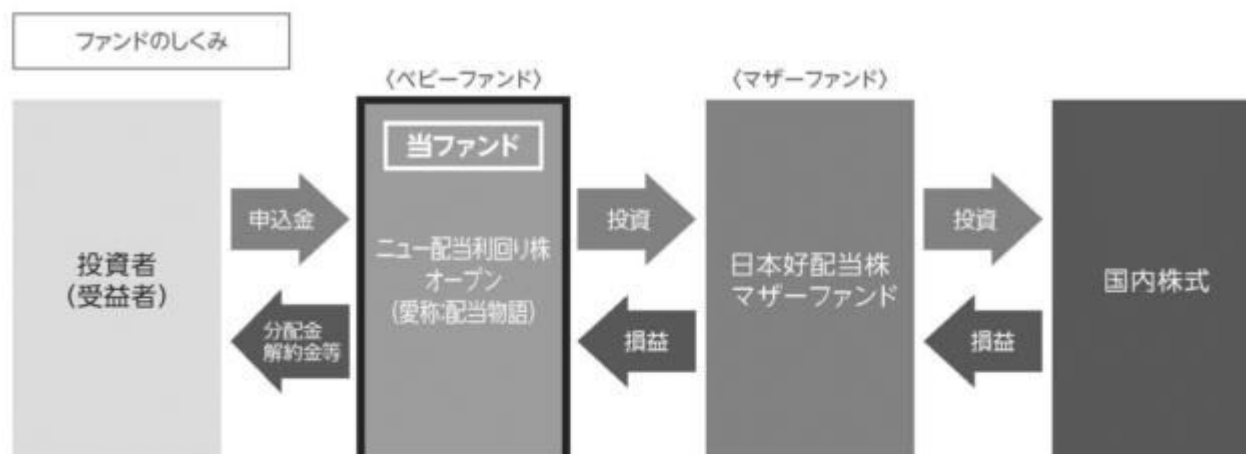 ファンドのしくみ
〈ベビーファンド〉
〈マザーファンド〉
投資者
(受益者)
申込金
分配金
解約金等
当ファンド
ニュー配当利回り株
オープン
(愛称:配当物語)
投資
損益
日本好配当株
マザーファンド
投資
損益
国内株式